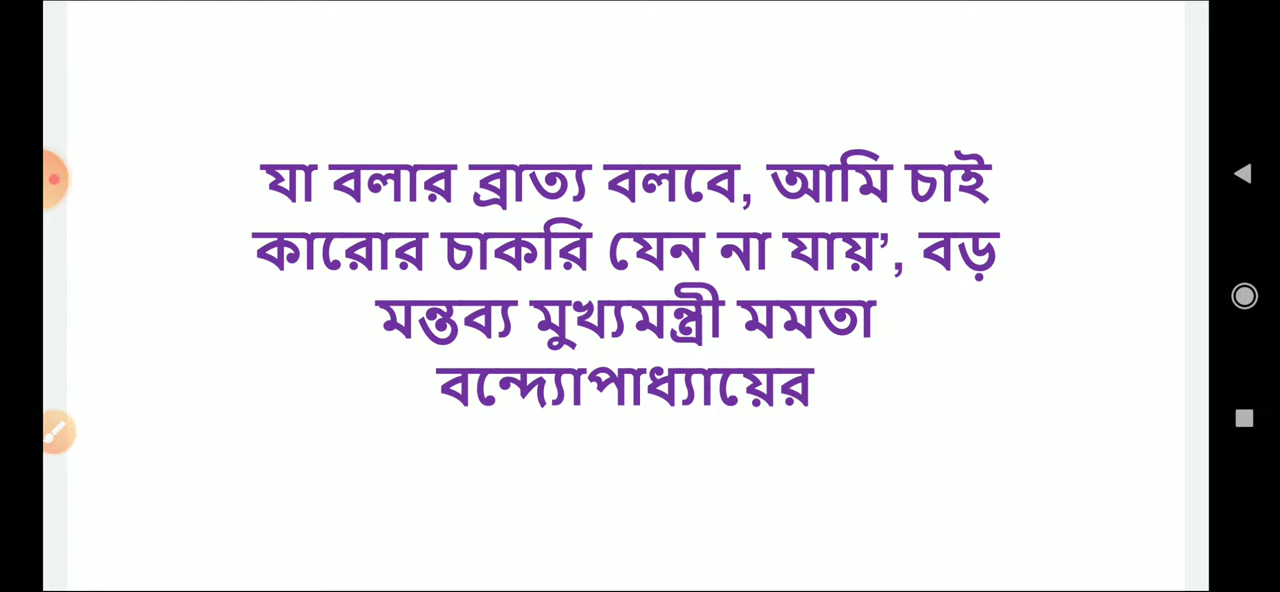 যা বলার ব্রাত্য বলবে, আমি চাই
কারোর চাকরি যেন না যায়’, বড়
মন্তব্য মুখ্যমন্ত্রী মমতা
বন্দ্যোপাধ্যায়ের